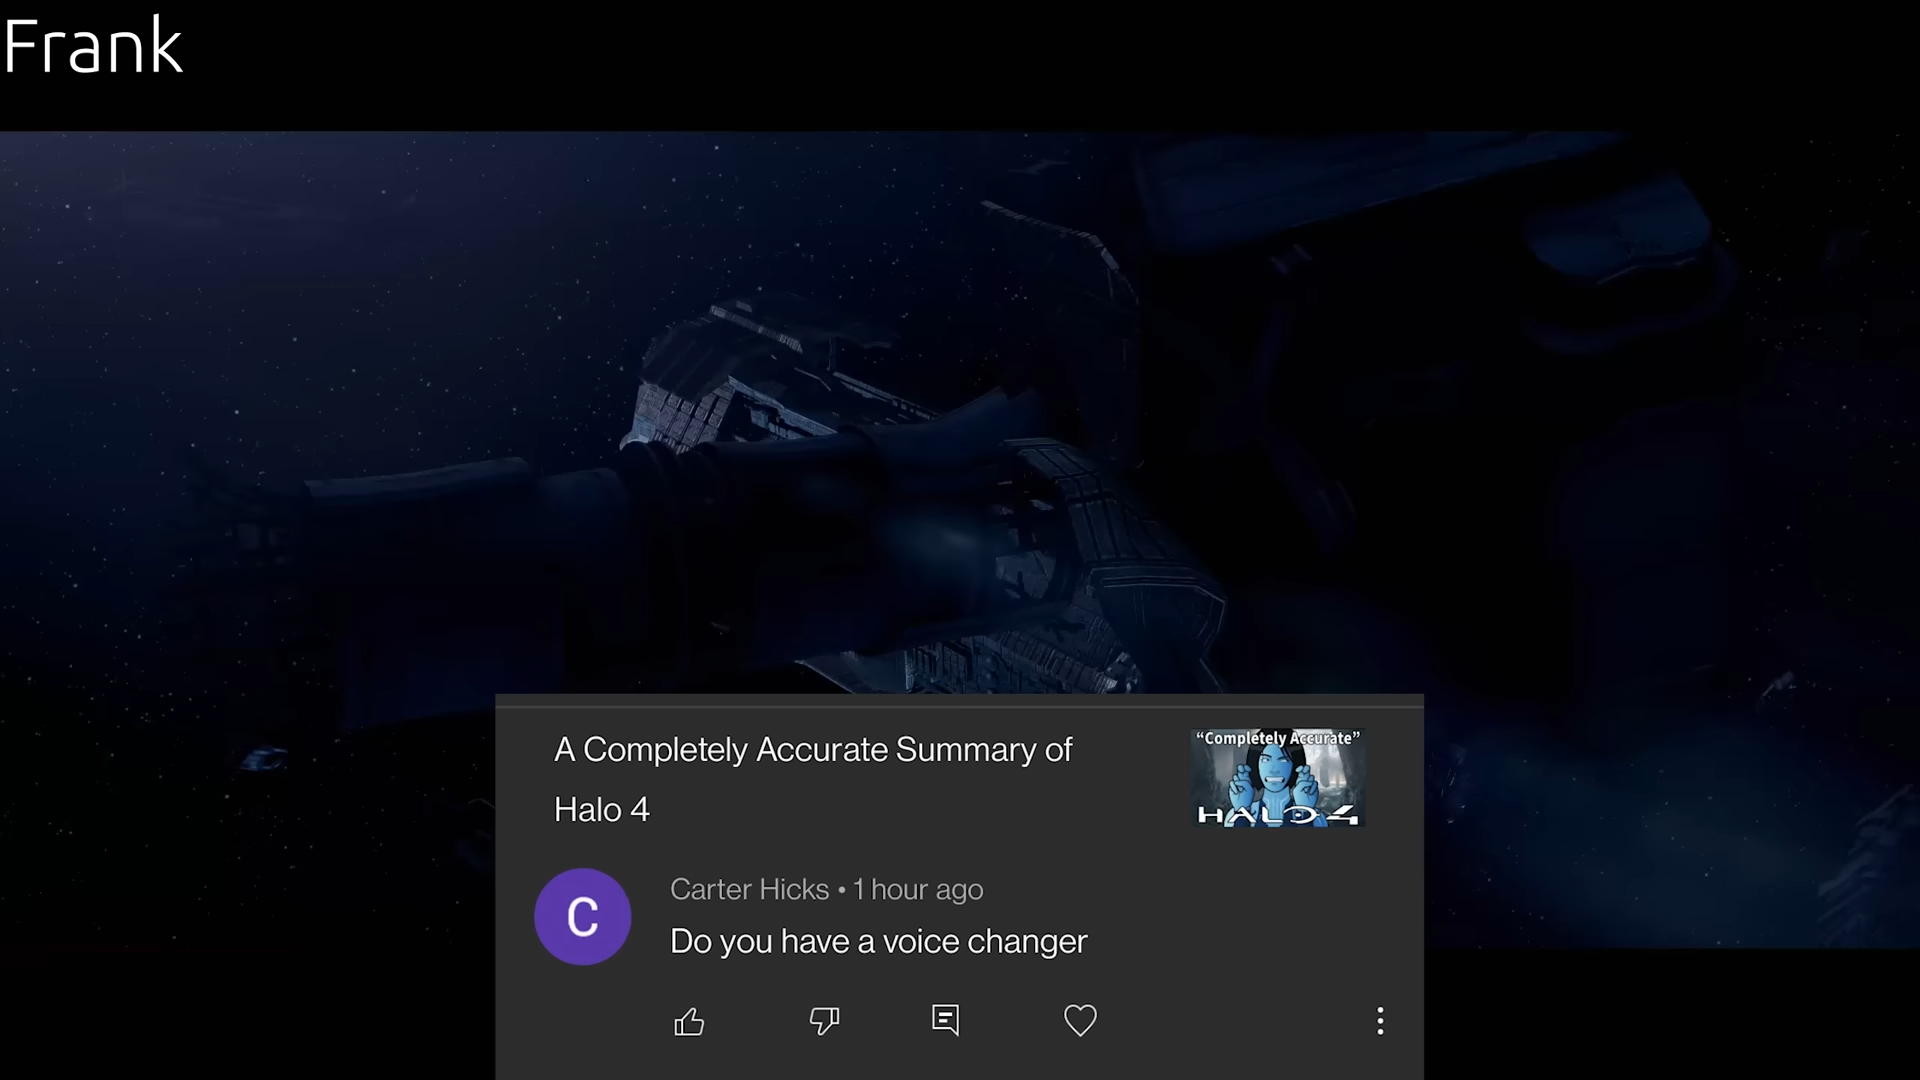 Frank
A Completely Accurate Summary of
Halo 4
“Completely Accurate”
HALO 4
C
Carter Hicks • 1 hour ago
Do you have a voice changer